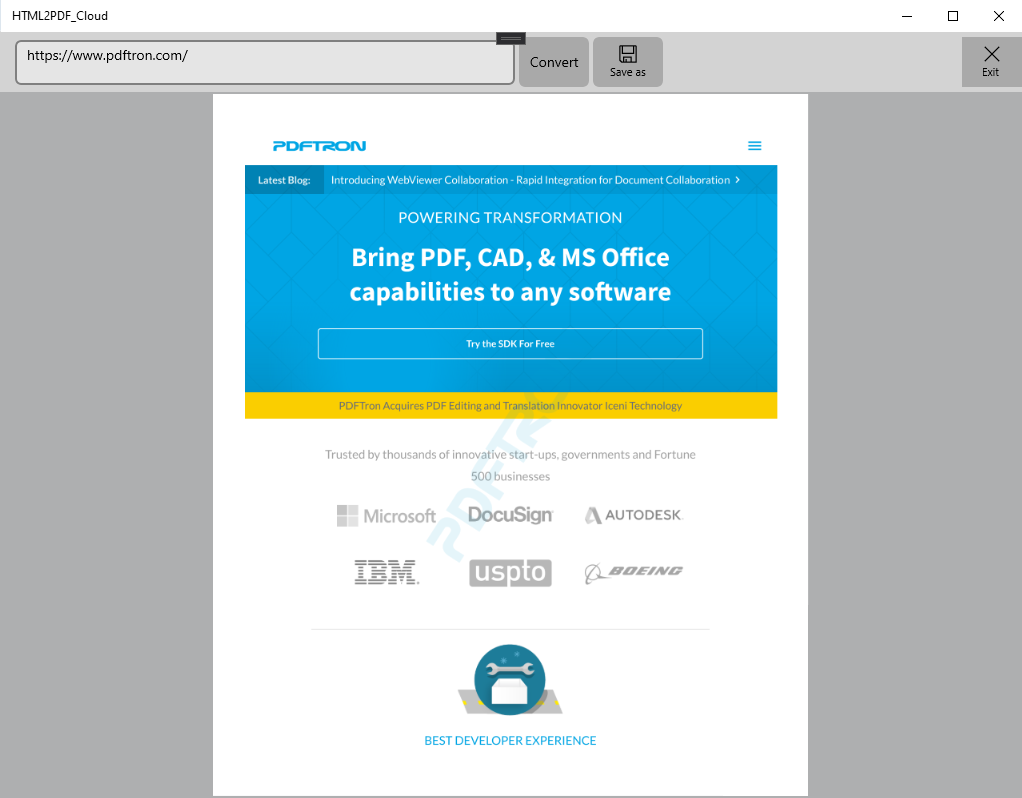 HTML2PDF_Cloud
https://www.pdftron.com/
Convert
Save as
Exit
PDFTRON
Latest Blog: Introducing WebViewer Collaboration - Rapid Integration for Document Collaboration >
POWERING TRANSFORMATION
Bring PDF, CAD, & MS Office
capabilities to any software
Try the SDK For Free
PDFTron Acquires PDF Editing and Translation Innovator Iceni Technology
Trusted by thousands of innovative start-ups, governments and Fortune
500 businesses
PDFTRON
Microsoft DocuSign AUTODESK
IBM uspto BOEING
BEST DEVELOPER EXPERIENCE